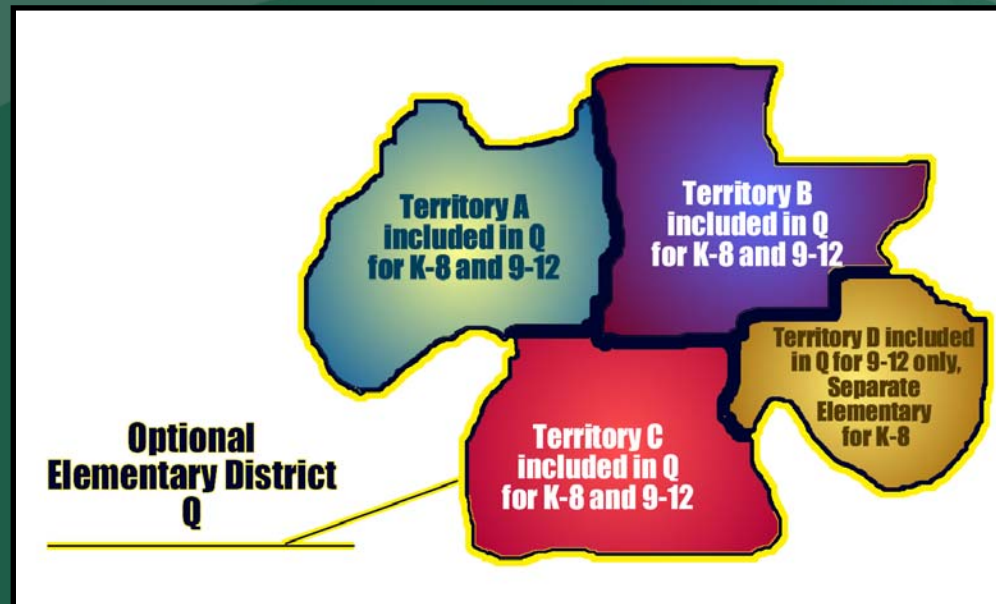 Territory A
included in Q
for K-8 and 9-12
Territory B
included in Q
for K-8 and 9-12
Territory D included
in Q for 9-12 only,
Separate
Elementary
for K-8
Territory C
included in Q
for K-8 and 9-12
Optional
Elementary District
Q